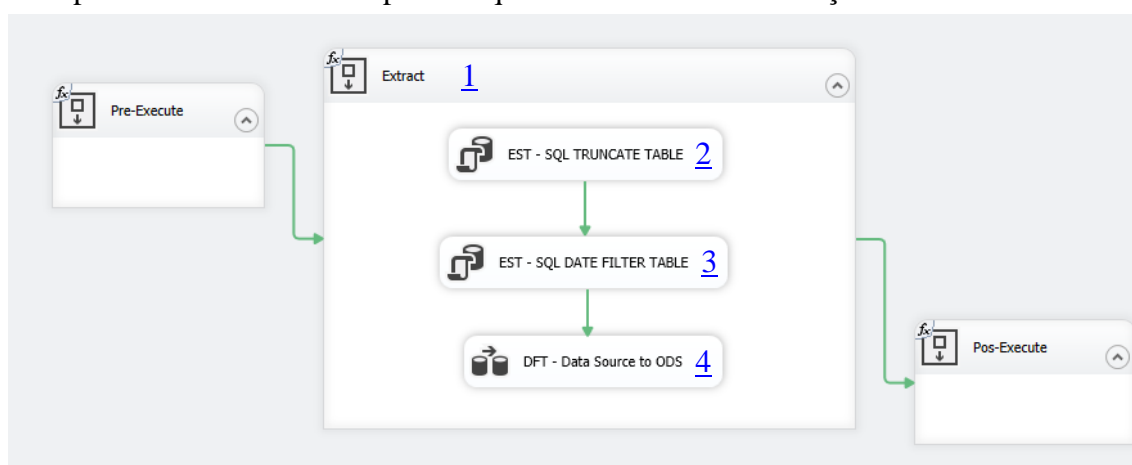 Pre-Execute
Extract 1
EST - SQL TRUNCATE TABLE 2
EST - SQL DATE FILTER TABLE 3
DFT - Data Source to ODS 4
Pos-Execute